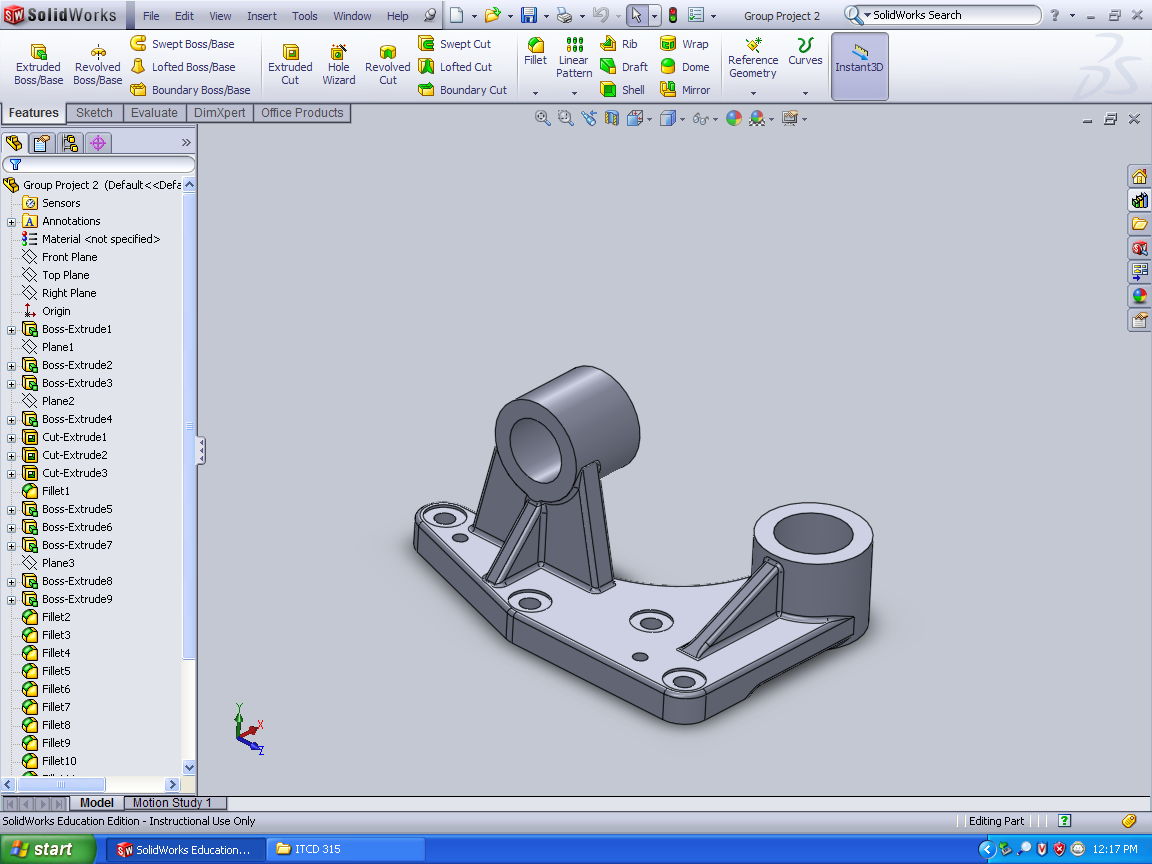 SolidWorks File Edit View Insert Tools Window Help Group Project 2 SolidWorks Search
Extruded Boss/Base
Revolved Boss/Base
Swept Boss/Base
Lofted Boss/Base
Boundary Boss/Base
Extruded Cut
Hole Wizard
Revolved Cut
Swept Cut
Lofted Cut
Boundary Cut
Fillet
Linear Pattern
Rib
Draft
Shell
Wrap
Dome
Mirror
Reference Geometry
Curves
Instant3D
Features Sketch Evaluate DimXpert Office Products
Group Project 2 (Default<<Defa
Sensors
Annotations
Material <not specified>
Front Plane
Top Plane
Right Plane
Origin
Boss-Extrude1
Plane1
Boss-Extrude2
Boss-Extrude3
Plane2
Boss-Extrude4
Cut-Extrude1
Cut-Extrude2
Cut-Extrude3
Fillet1
Boss-Extrude5
Boss-Extrude6
Boss-Extrude7
Plane3
Boss-Extrude8
Boss-Extrude9
Fillet2
Fillet3
Fillet4
Fillet5
Fillet6
Fillet7
Fillet8
Fillet9
Fillet10
Y
X
Z
Model Motion Study 1
SolidWorks Education Edition - Instructional Use Only Editing Part
start SolidWorks Education... ITCD 315 12:17 PM